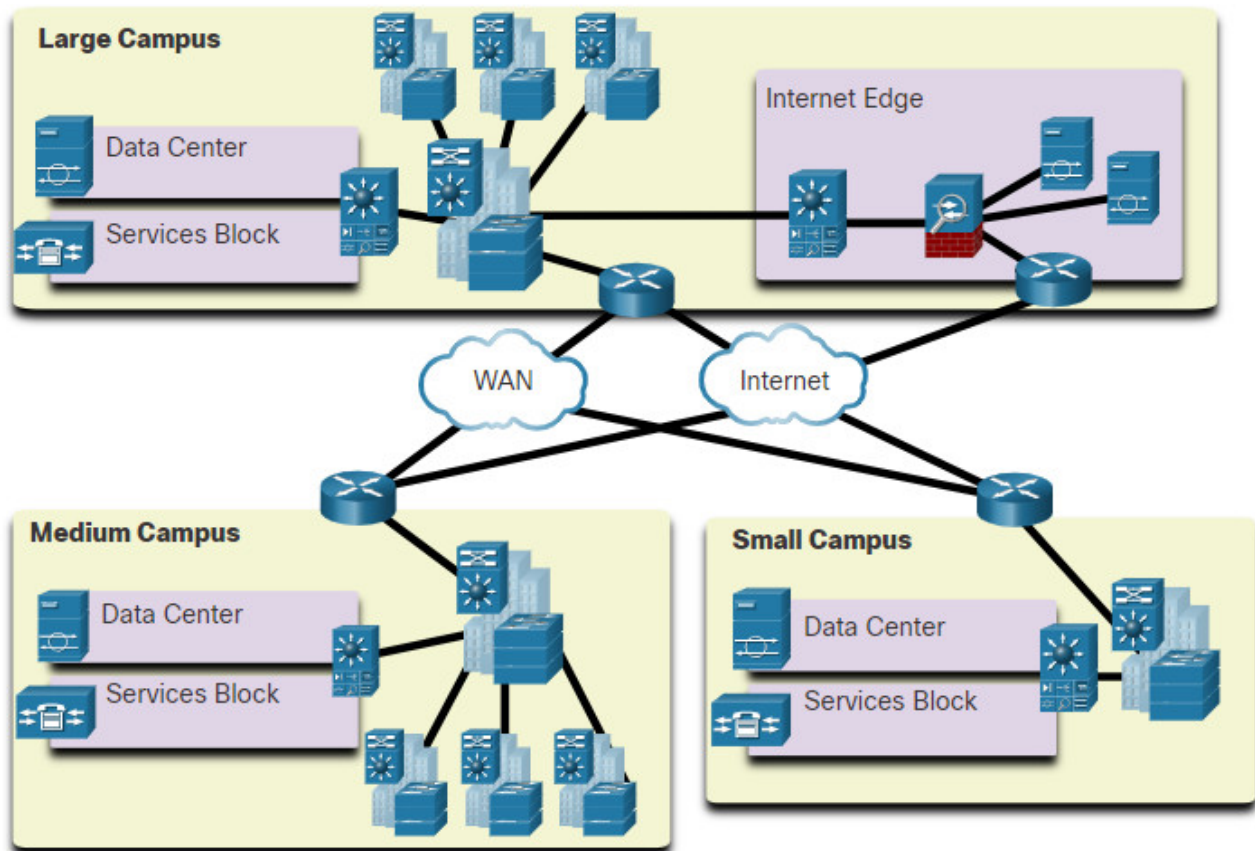 Large Campus
Internet Edge
Data Center
Services Block
WAN
Internet
Medium Campus
Small Campus
Data Center
Services Block
Data Center
Services Block